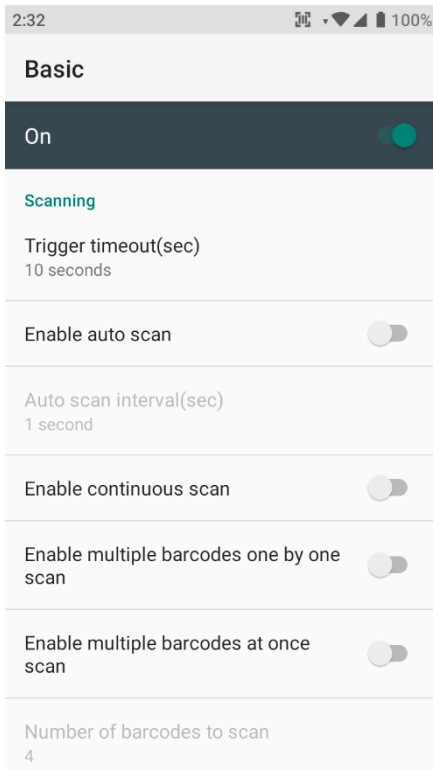 2:32
100%
Basic
On
Scanning
Trigger timeout(sec)
10 seconds
Enable auto scan
Auto scan interval(sec)
1 second
Enable continuous scan
Enable multiple barcodes one by one
scan
Enable multiple barcodes at once
scan
Number of barcodes to scan
4